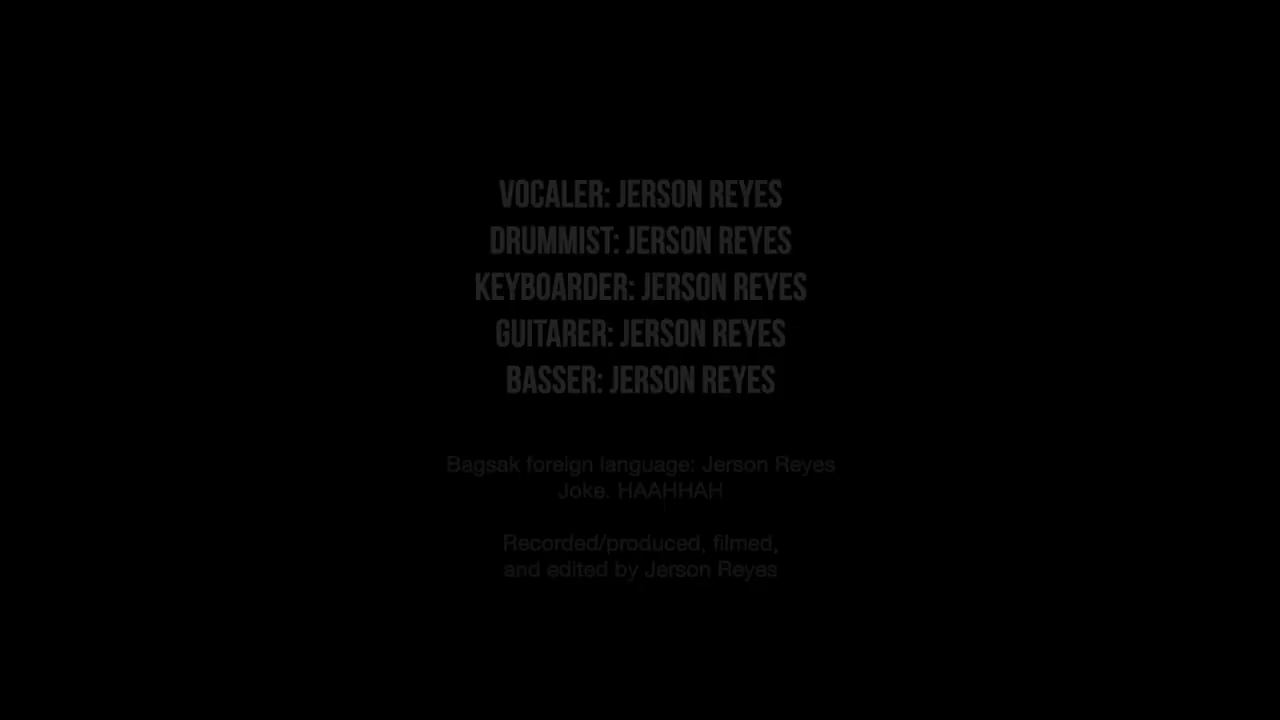 VOCALER: JERSON REYES
DRUMMIST: JERSON REYES
KEYBOARDER: JERSON REYES
GUITARER: JERSON REYES
BASSER: JERSON REYES
Bagsak foreign language: Jerson Reyes
Joke. HAAHHAH
Recorded/produced, filmed,
and edited by Jerson Reyes